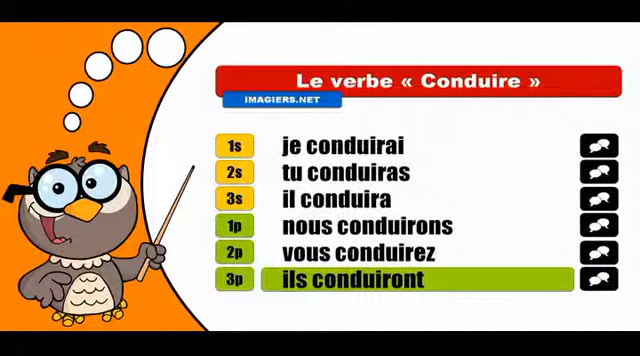 Le verbe « Conduire »
IMAGIERS.NET
1s je conduirai
2s tu conduiras
3s il conduira
1p nous conduirons
2p vous conduirez
3p ils conduiront